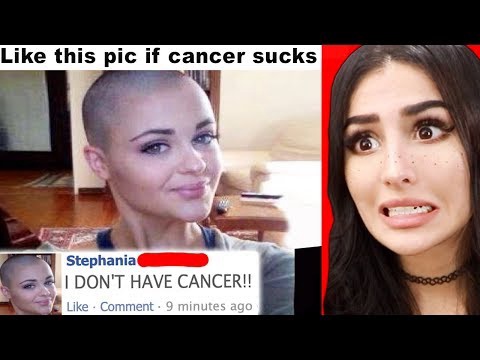 Like this pic if cancer sucks
Stephania
I DON'T HAVE CANCER!!
Like · Comment · 9 minutes ago